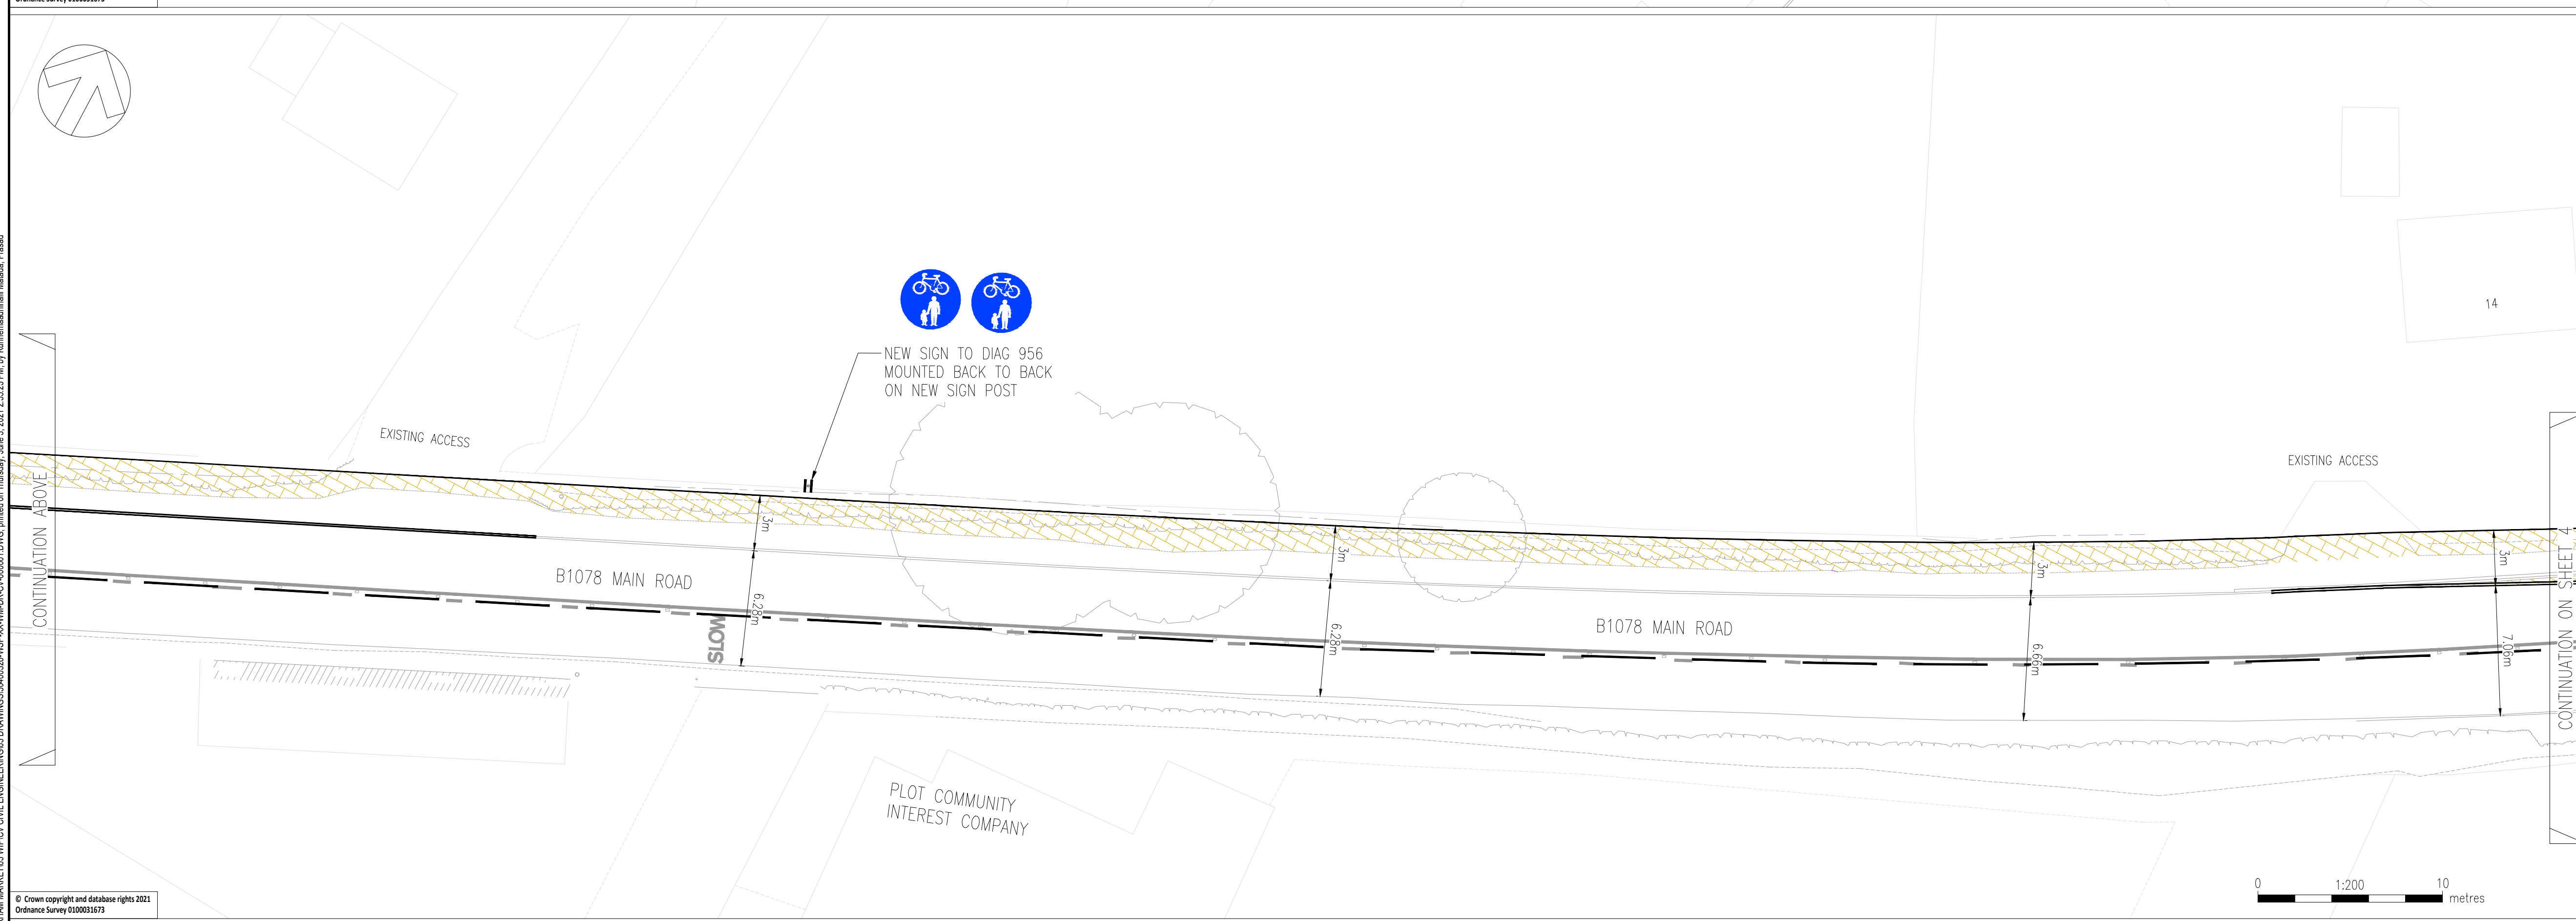 Ordnance Survey 0100031673
NEW SIGN TO DIAG 956
MOUNTED BACK TO BACK
ON NEW SIGN POST
14
EXISTING ACCESS
EXISTING ACCESS
CONTINUATION ABOVE
3m
3m
3m
3m
B1078 MAIN ROAD
SLOW
6.28m
6.28m
B1078 MAIN ROAD
6.66m
7.06m
CONTINUATION ON SHEET 4
PLOT COMMUNITY
INTEREST COMPANY
0
1:200
10
metres
© Crown copyright and database rights 2021
Ordnance Survey 0100031673